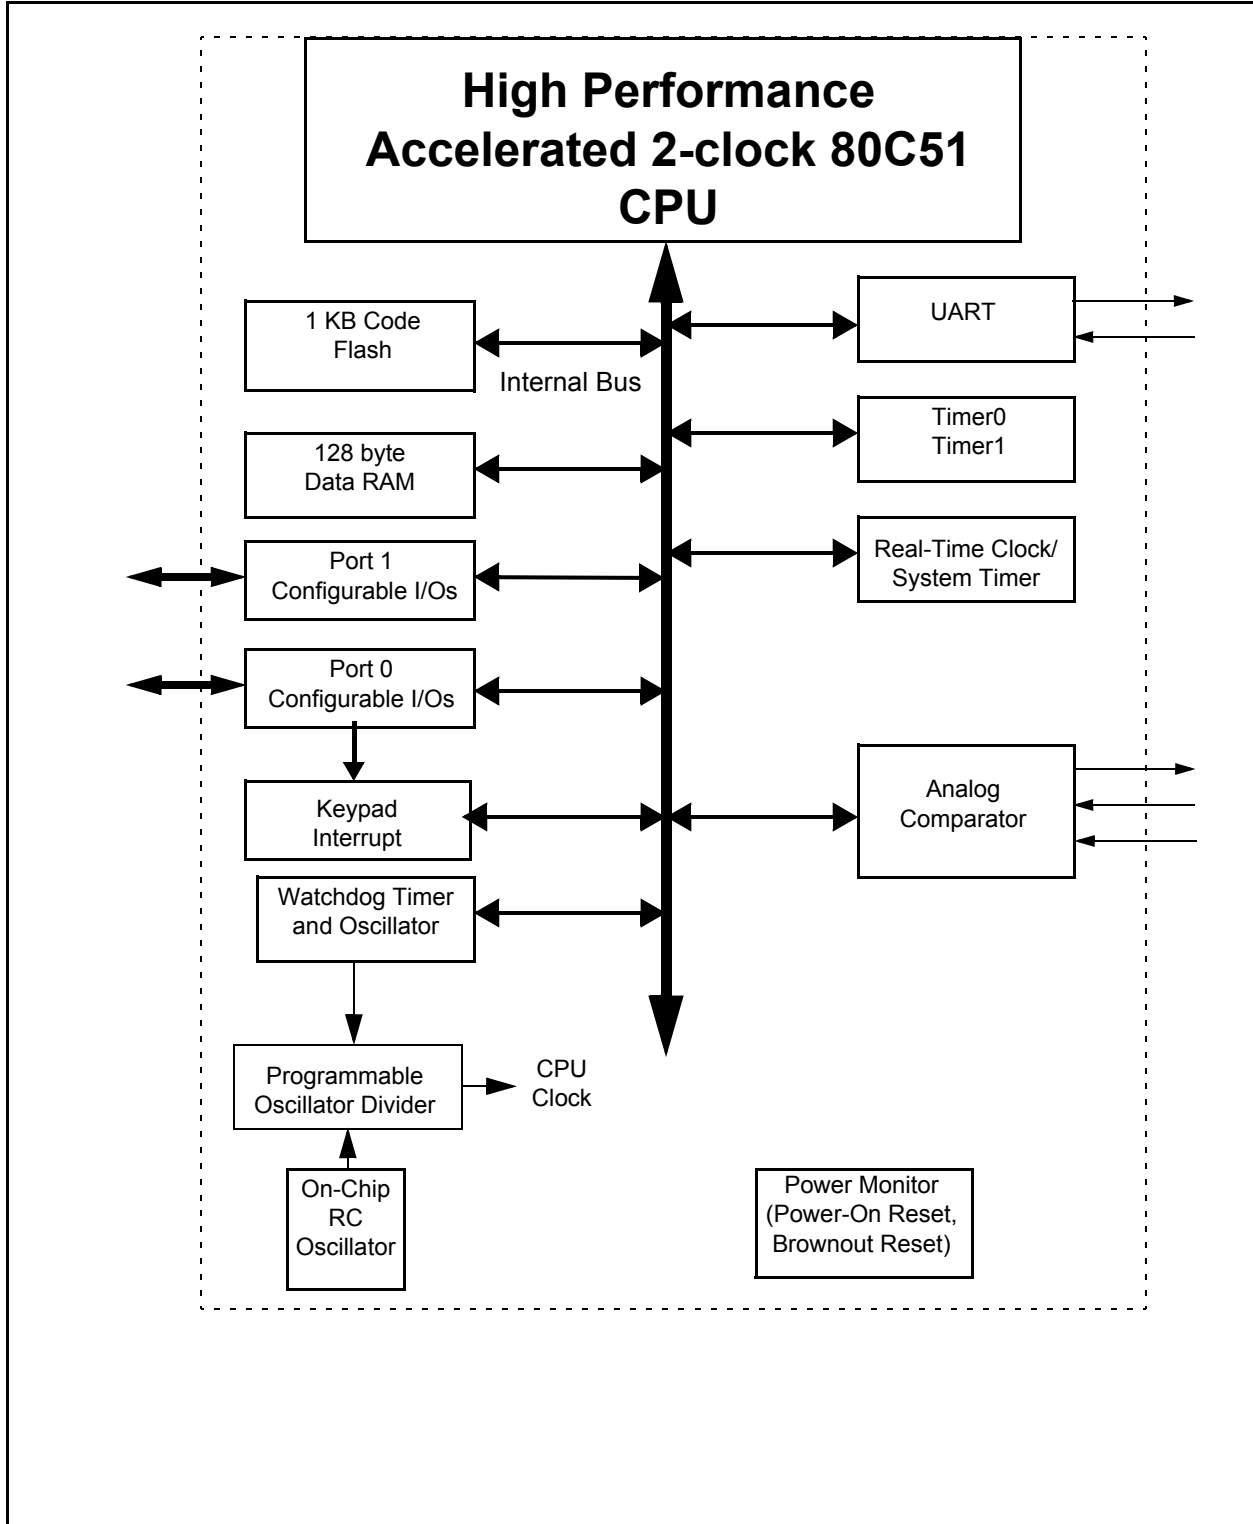 High Performance
Accelerated 2-clock 80C51
CPU
1 KB Code
Flash
Internal Bus
128 byte
Data RAM
Port 1
Configurable I/Os
Port 0
Configurable I/Os
Keypad
Interrupt
Watchdog Timer
and Oscillator
Programmable
Oscillator Divider
CPU
Clock
On-Chip
RC
Oscillator
UART
Timer0
Timer1
Real-Time Clock/
System Timer
Analog
Comparator
Power Monitor
(Power-On Reset,
Brownout Reset)